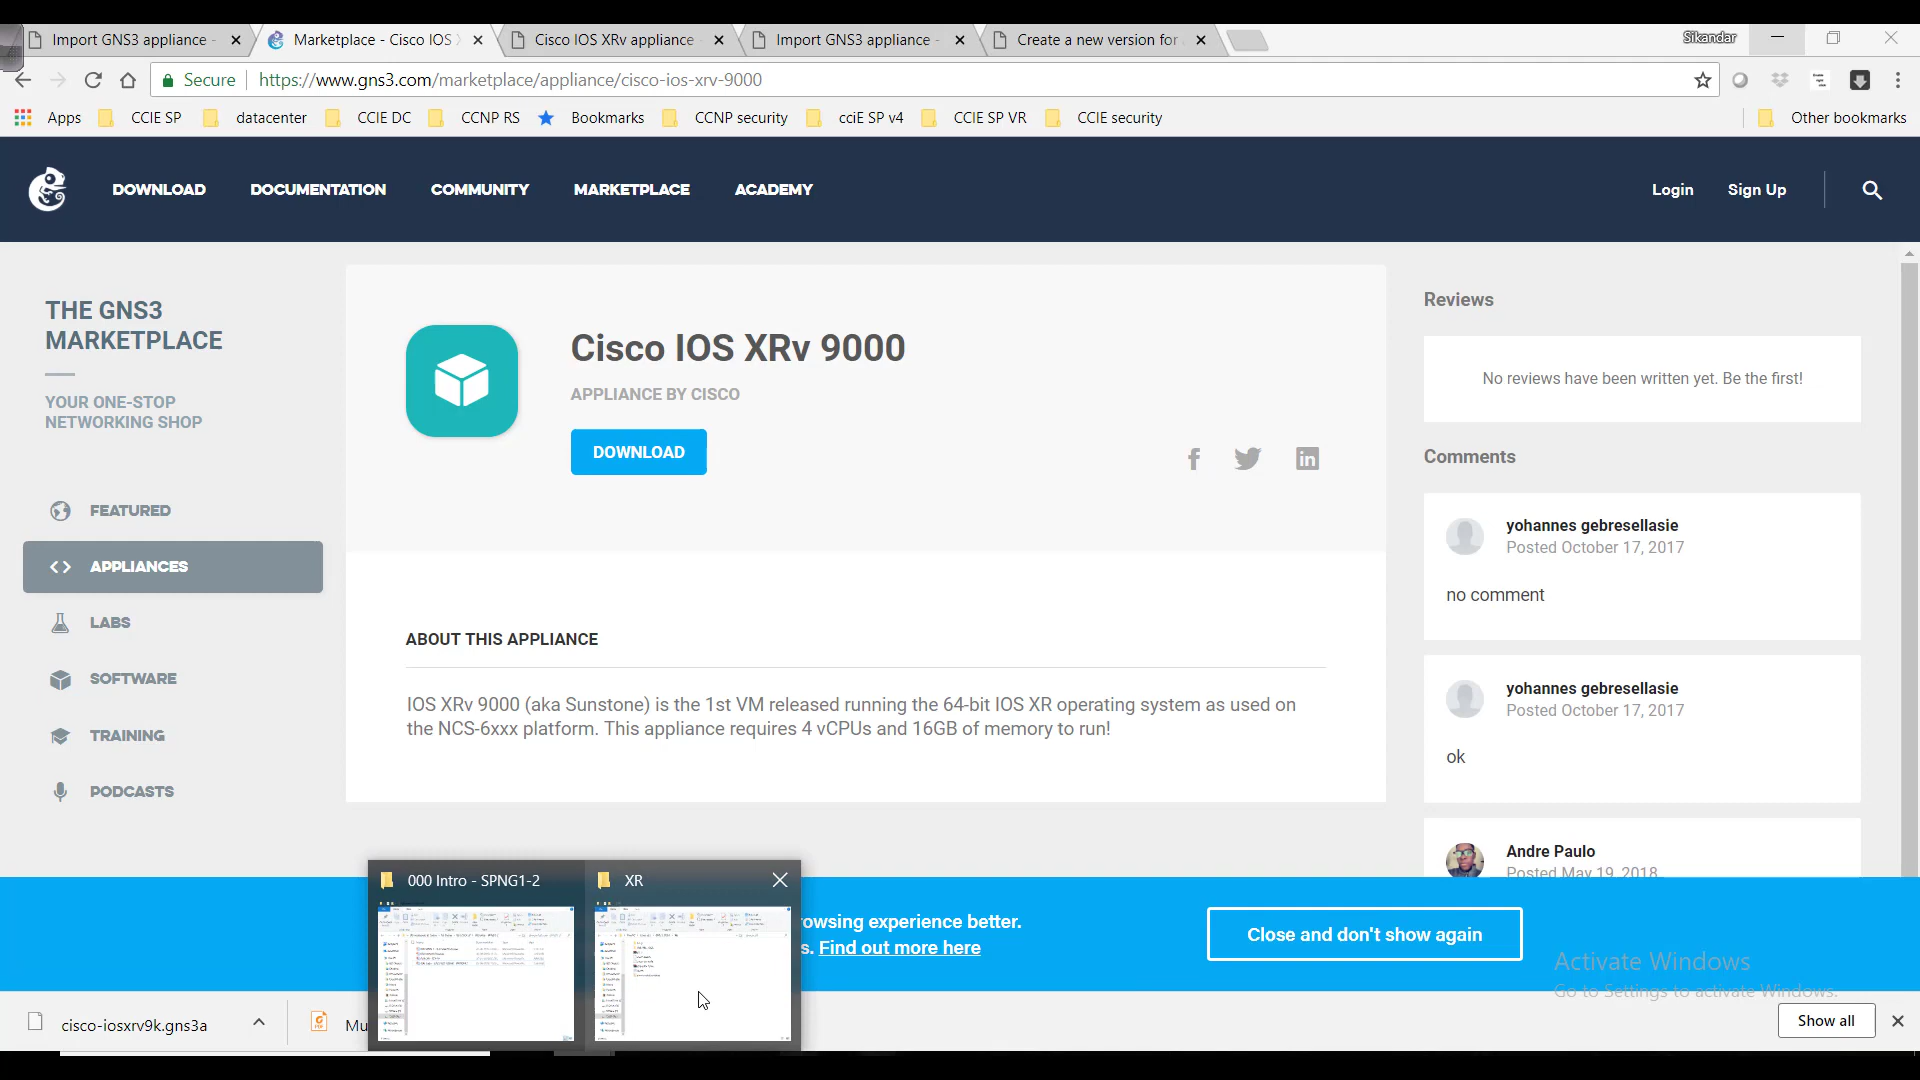 Import GNS3 appliance -
Marketplace - Cisco IOS X
Cisco IOS XRv appliance
Import GNS3 appliance -
Create a new version for
Sikandar
Secure
https://www.gns3.com/marketplace/appliance/cisco-ios-xrv-9000
Apps
CCIE SP
datacenter
CCIE DC
CCNP RS
Bookmarks
CCNP security
cciE SP v4
CCIE SP VR
CCIE security
Other bookmarks
DOWNLOAD
DOCUMENTATION
COMMUNITY
MARKETPLACE
ACADEMY
Login
Sign Up
THE GNS3
MARKETPLACE
YOUR ONE-STOP
NETWORKING SHOP
FEATURED
APPLIANCES
LABS
SOFTWARE
TRAINING
PODCASTS
Cisco IOS XRv 9000
APPLIANCE BY CISCO
DOWNLOAD
ABOUT THIS APPLIANCE
IOS XRv 9000 (aka Sunstone) is the 1st VM released running the 64-bit IOS XR operating system as used on
the NCS-6xxx platform. This appliance requires 4 vCPUs and 16GB of memory to run!
Reviews
No reviews have been written yet. Be the first!
Comments
yohannes gebresellasie
Posted October 17, 2017
no comment
yohannes gebresellasie
Posted October 17, 2017
ok
Andre Paulo
Posted May 19, 2018
000 Intro - SPNG1-2
XR
rowsing experience better.
s. Find out more here
Close and don't show again
Activate Windows
Go to Settings to activate Windows.
cisco-iosxrv9k.gns3a
Mu
Show all